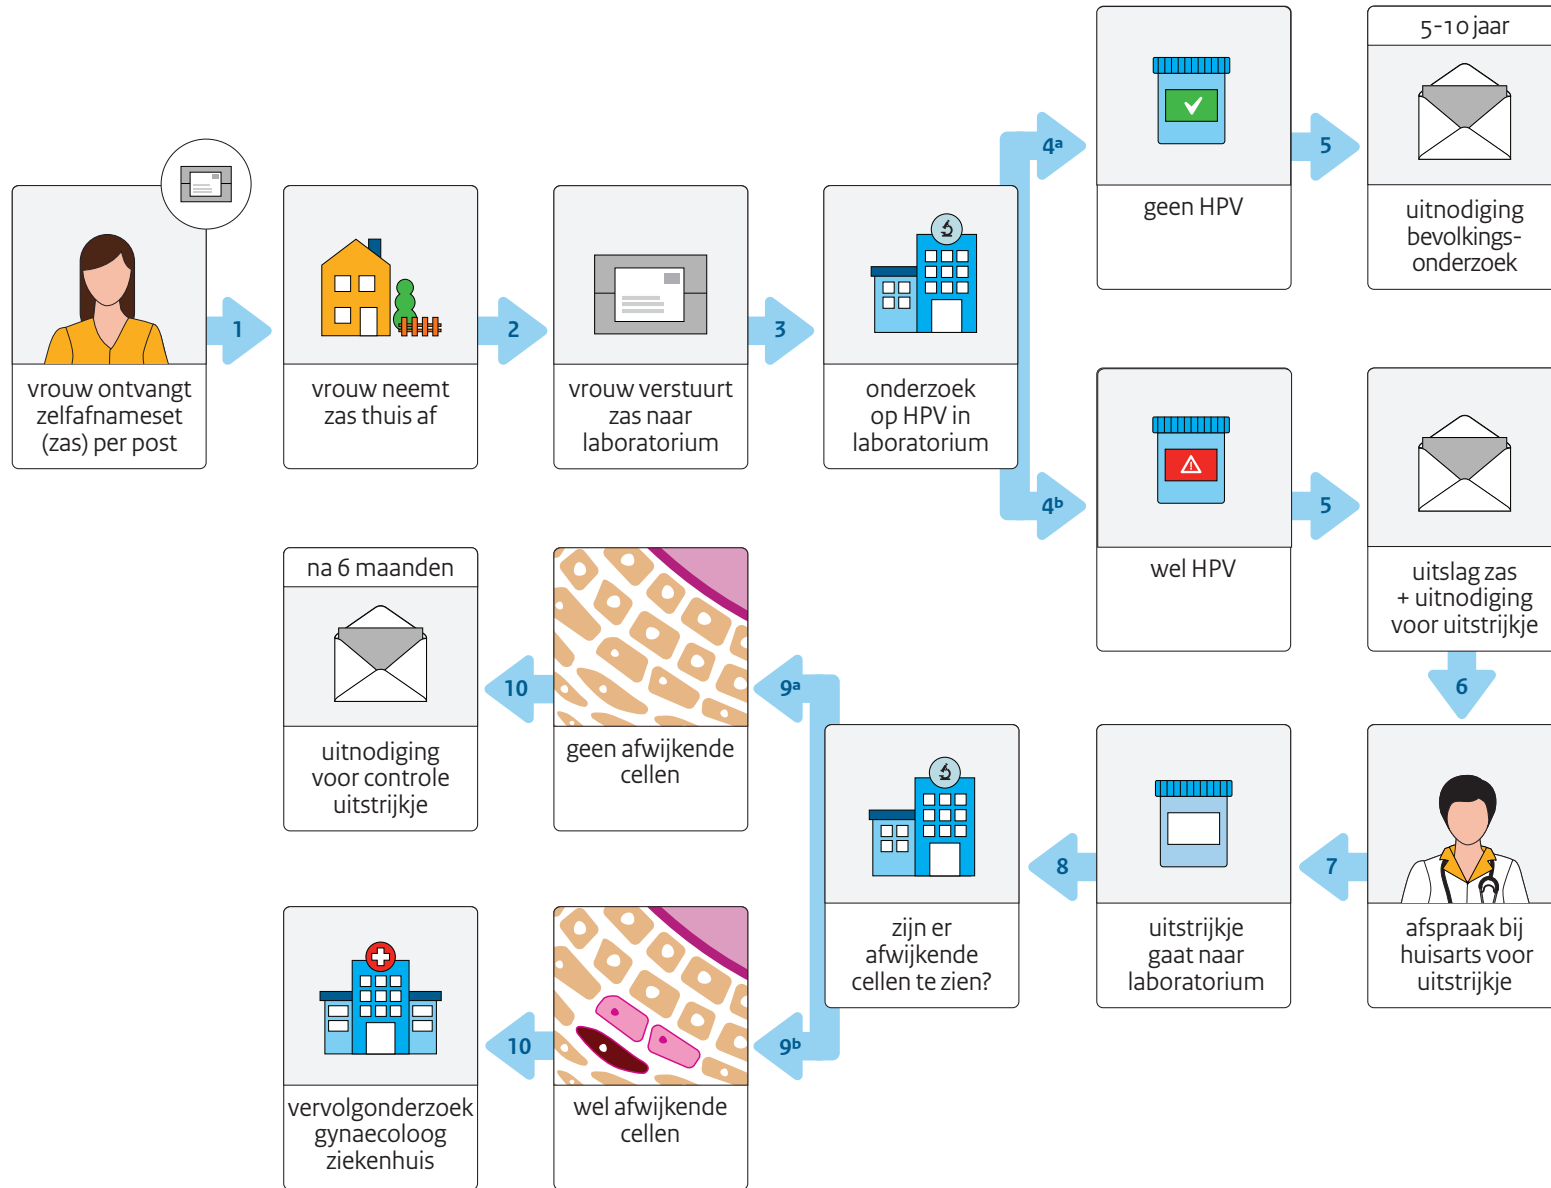 vrouw ontvangt
zelfafnameset
(zas) per post
1
vrouw neemt
zas thuis af
2
vrouw verstuurt
zas naar
laboratorium
3
onderzoek
op HPV in
laboratorium
4a
geen HPV
5
5-10 jaar
uitnodiging
bevolkings-
onderzoek
4b
wel HPV
5
uitslag zas
+ uitnodiging
voor uitstrijkje
6
afspraak bij
huisarts voor
uitstrijkje
7
uitstrijkje
gaat naar
laboratorium
8
zijn er
afwijkende
cellen te zien?
9a
geen afwijkende
cellen
10
na 6 maanden
uitnodiging
voor controle
uitstrijkje
9b
wel afwijkende
cellen
10
vervolgonderzoek
gynaecoloog
ziekenhuis